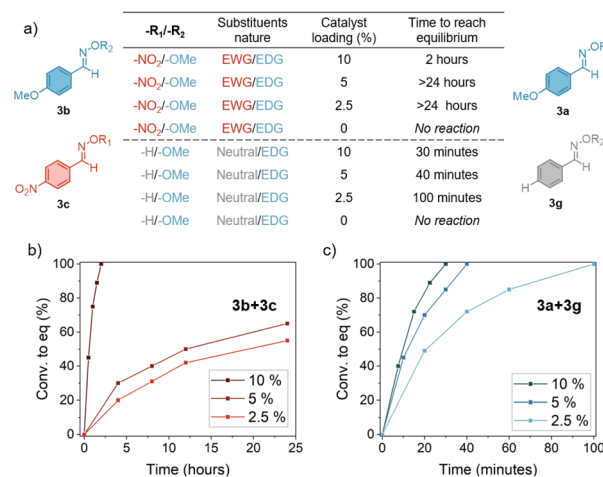 a)
-R₁/-R₂ Substituents nature Catalyst loading (%) Time to reach equilibrium
-NO₂/-OMe EWG/EDG 10 2 hours
-NO₂/-OMe EWG/EDG 5 >24 hours
-NO₂/-OMe EWG/EDG 2.5 >24 hours
-NO₂/-OMe EWG/EDG 0 No reaction
-H/-OMe Neutral/EDG 10 30 minutes
-H/-OMe Neutral/EDG 5 40 minutes
-H/-OMe Neutral/EDG 2.5 100 minutes
-H/-OMe Neutral/EDG 0 No reaction
N OR₂
H
MeO
3b
N OR₁
H
O₂N
3c
N
H
MeO
3a
N OR₂
H
H
3g
b)
3b+3c
Conv. to eq (%)
100
80
60
40
20
0
0 5 10 15 20 25
Time (hours)
10 %
5 %
2.5 %
c)
3a+3g
Conv. to eq (%)
100
80
60
40
20
0
0 20 40 60 80 100
Time (minutes)
10 %
5 %
2.5 %